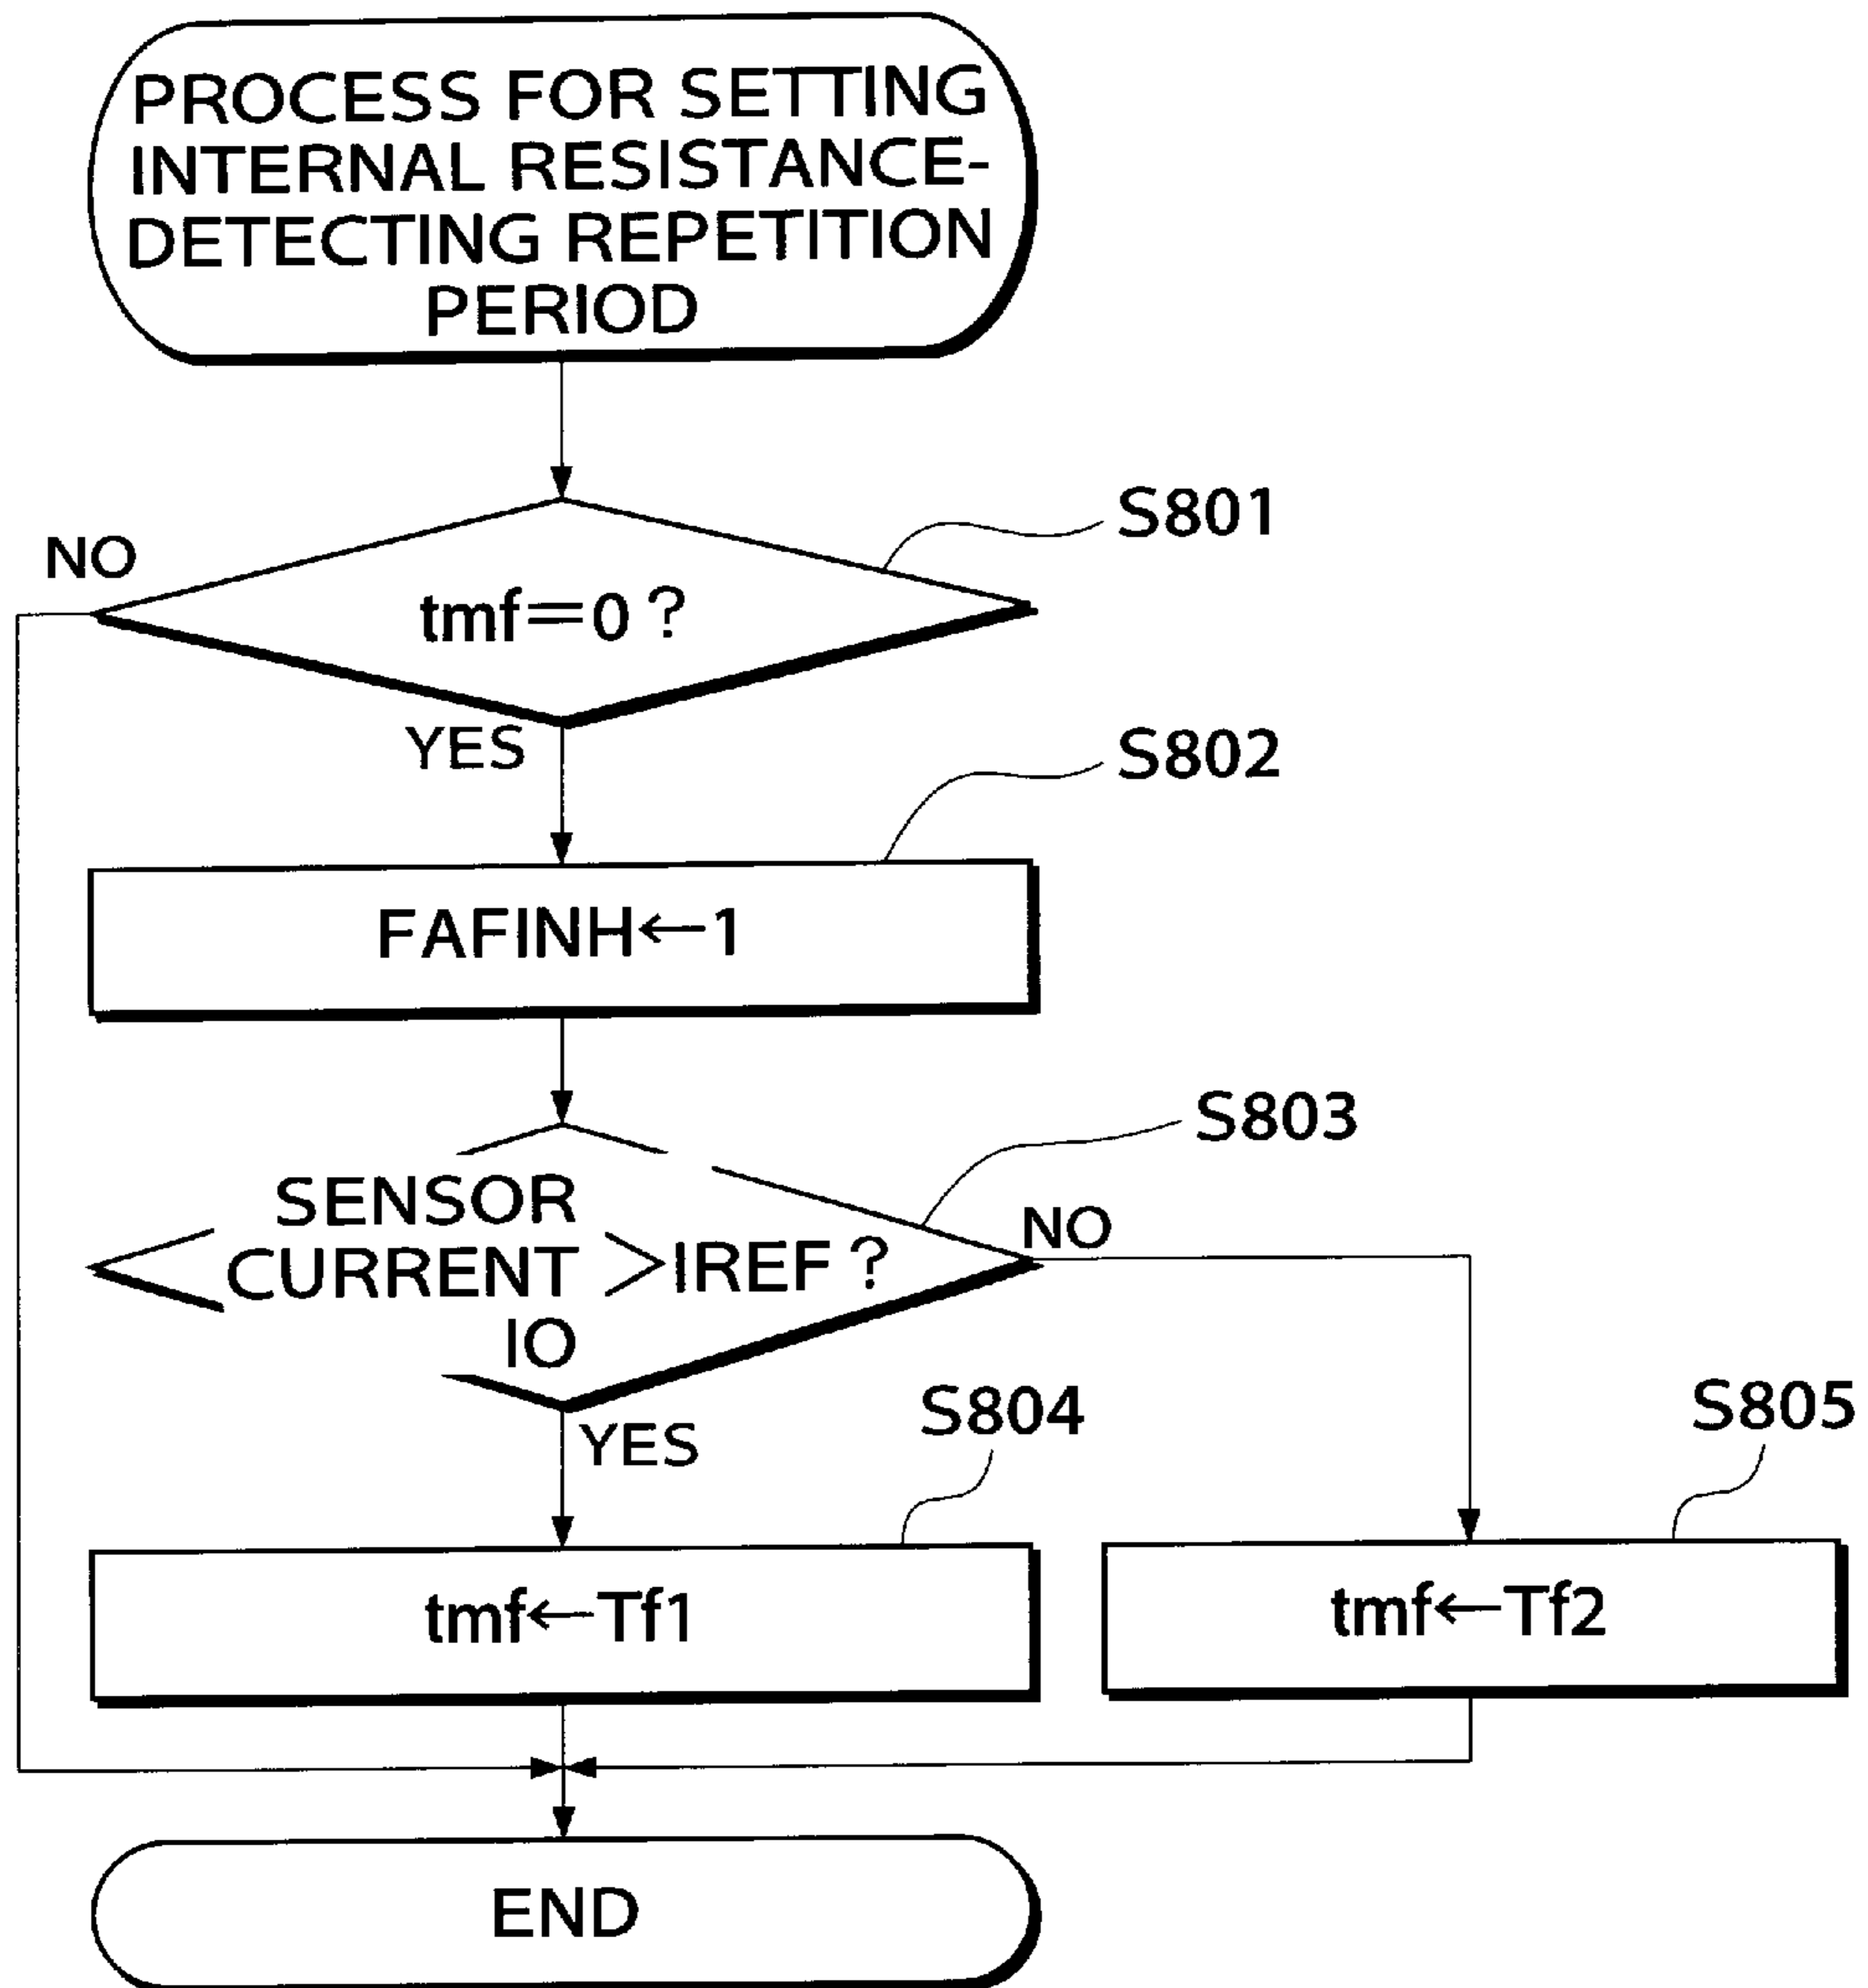 PROCESS FOR SETTING
INTERNAL RESISTANCE-
DETECTING REPETITION
PERIOD
S801
NO
tmf=0?
YES
S802
FAFINH←1
S803
SENSOR
CURRENT >IREF?
IO
NO
YES
S804
S805
tmf←Tf1
tmf←Tf2
END